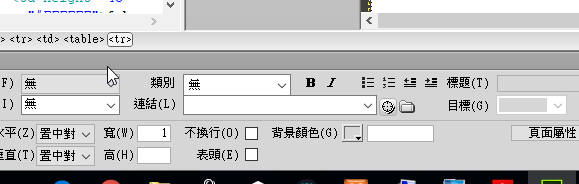 > <tr> <td> <table> <tr>
F) 無 類別 無 B I 標題(T)
I) 無 連結(L) 目標(G)
水平(Z) 置中對 寬(W) 1 不換行(O) 背景顏色(G) 頁面屬性
垂直(T) 置中對 高(H) 表頭(E)